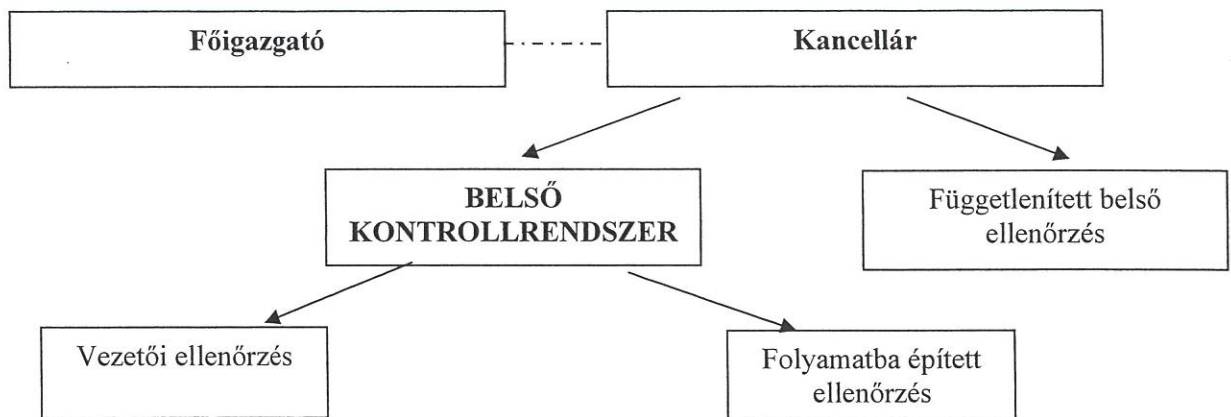 Főigazgató
Kancellár
BELSŐ
KONTROLLRENDSZER
Függetlenített belső
ellenőrzés
Vezetői ellenőrzés
Folyamatba épített
ellenőrzés